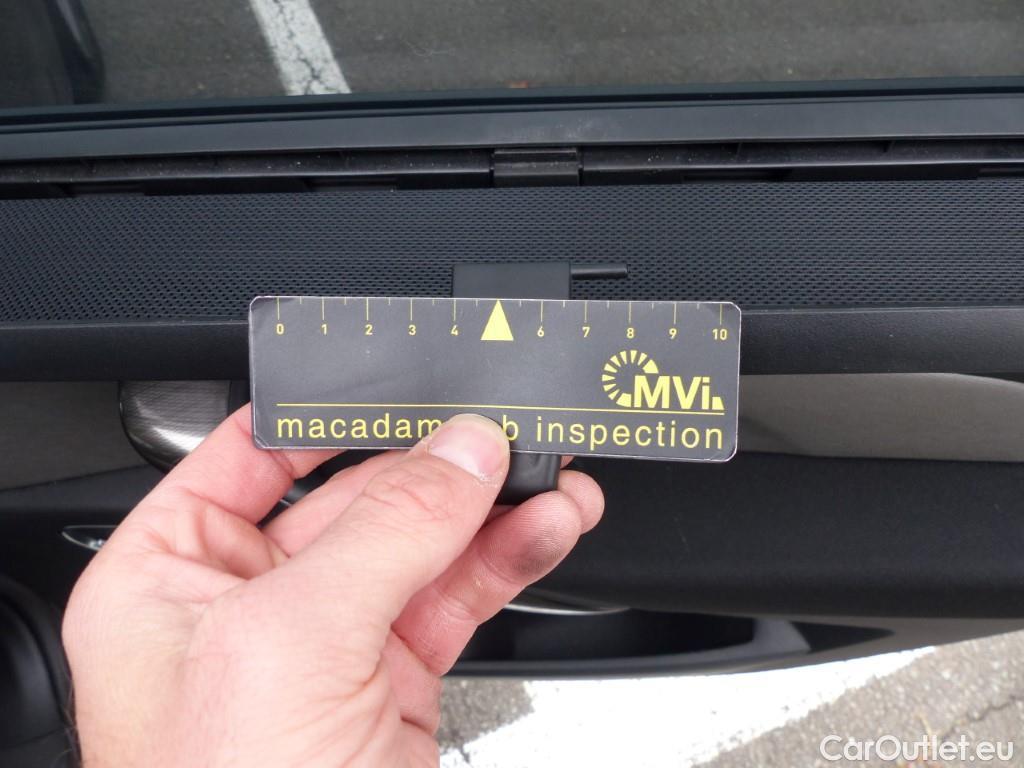 0 1 2 3 4 6 7 8 9 10
MVi
macadam inspection
CarOutlet.eu